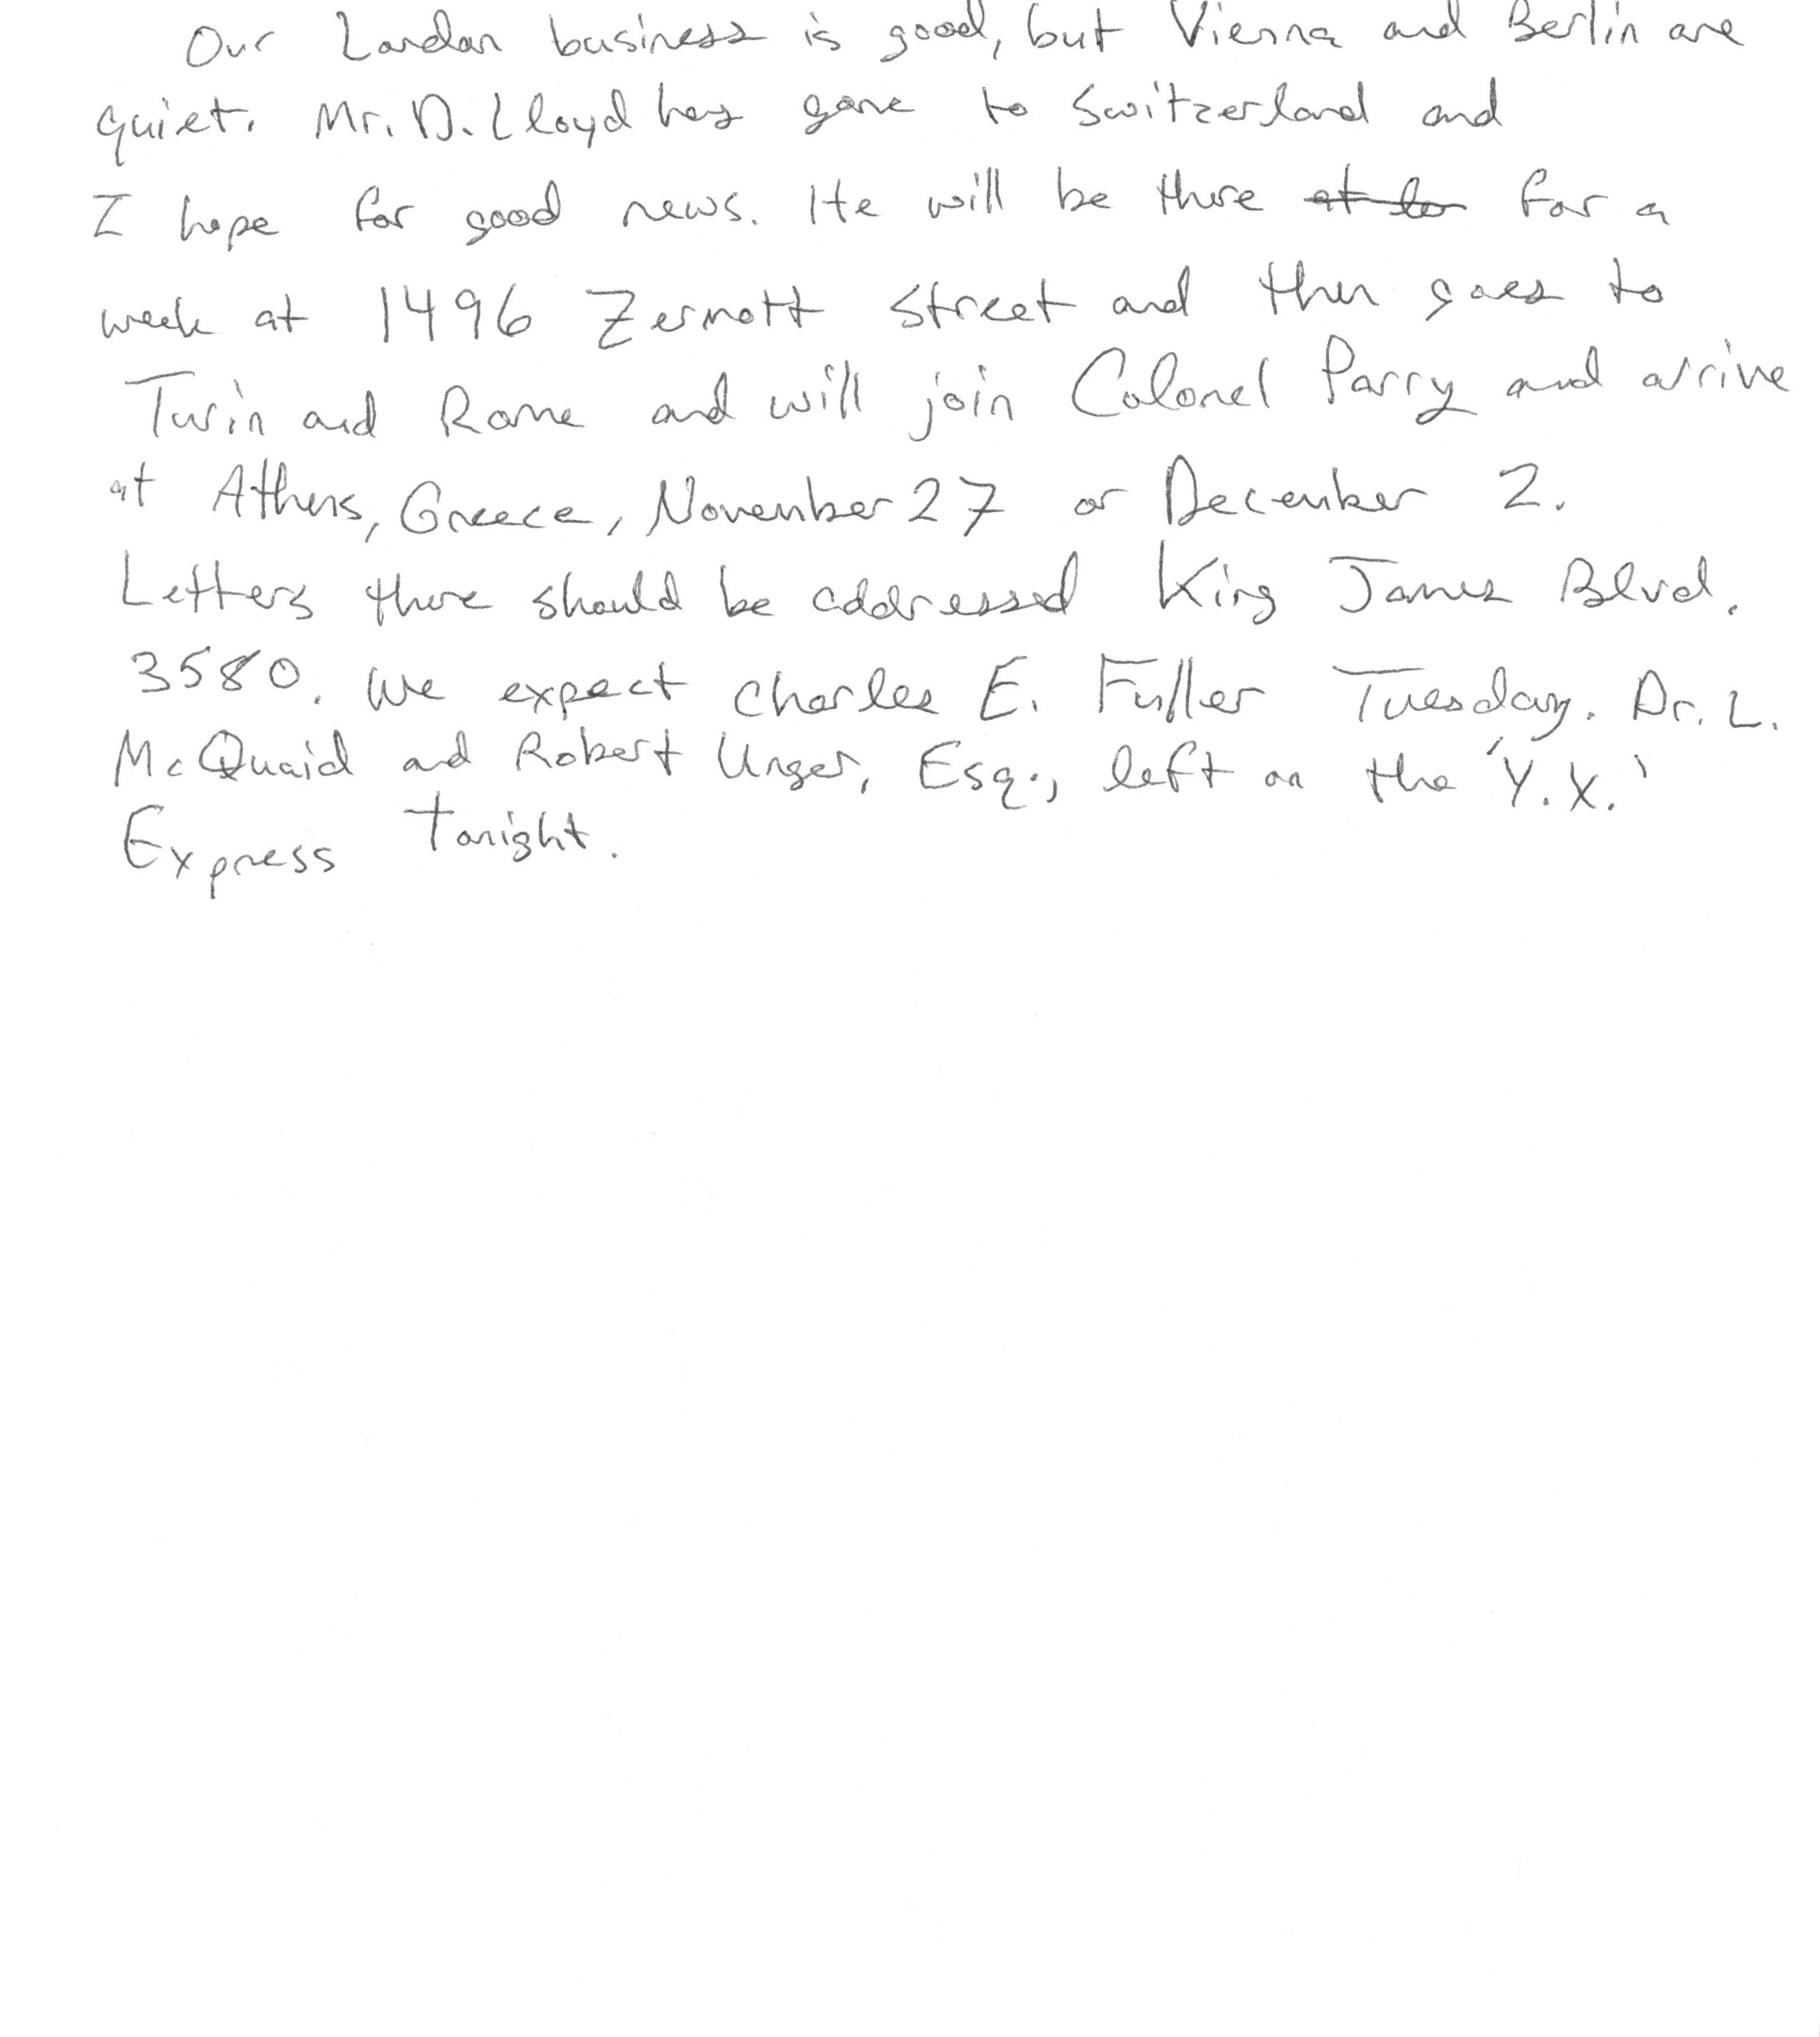 Our London business is good, but Vienna and Berlin are
quiet. Mr. D. Lloyd has gone to Switzerland and
I hope for good news. He will be there for a
week at 1496 Zermott Street and then goes to
Turin and Rome and will join Colonel Parry and arrive
at Athens, Greece, November 27 or December 2.
Letters there should be addressed King James Blvd.
3580. We expect Charles E. Fuller Tuesday. Dr. L.
McQuaid and Robert Unger, Esq., left on the 'Y.X.'
Express tonight.